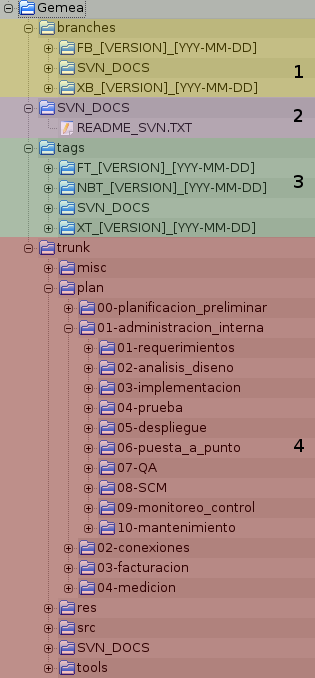 Gemea
branches
FB_[VERSION]_[YYY-MM-DD]
SVN_DOCS
XB_[VERSION]_[YYY-MM-DD]
1
SVN_DOCS
README_SVN.TXT
2
tags
FT_[VERSION]_[YYY-MM-DD]
NBT_[VERSION]_[YYY-MM-DD]
SVN_DOCS
XT_[VERSION]_[YYY-MM-DD]
3
trunk
misc
plan
00-planificacion_preliminar
01-administracion_interna
01-requerimientos
02-analisis_diseno
03-implementacion
04-prueba
05-despliegue
06-puesta_a_punto
07-QA
08-SCM
09-monitoreo_control
10-mantenimiento
02-conexiones
03-facturacion
04-medicion
res
src
SVN_DOCS
tools
4